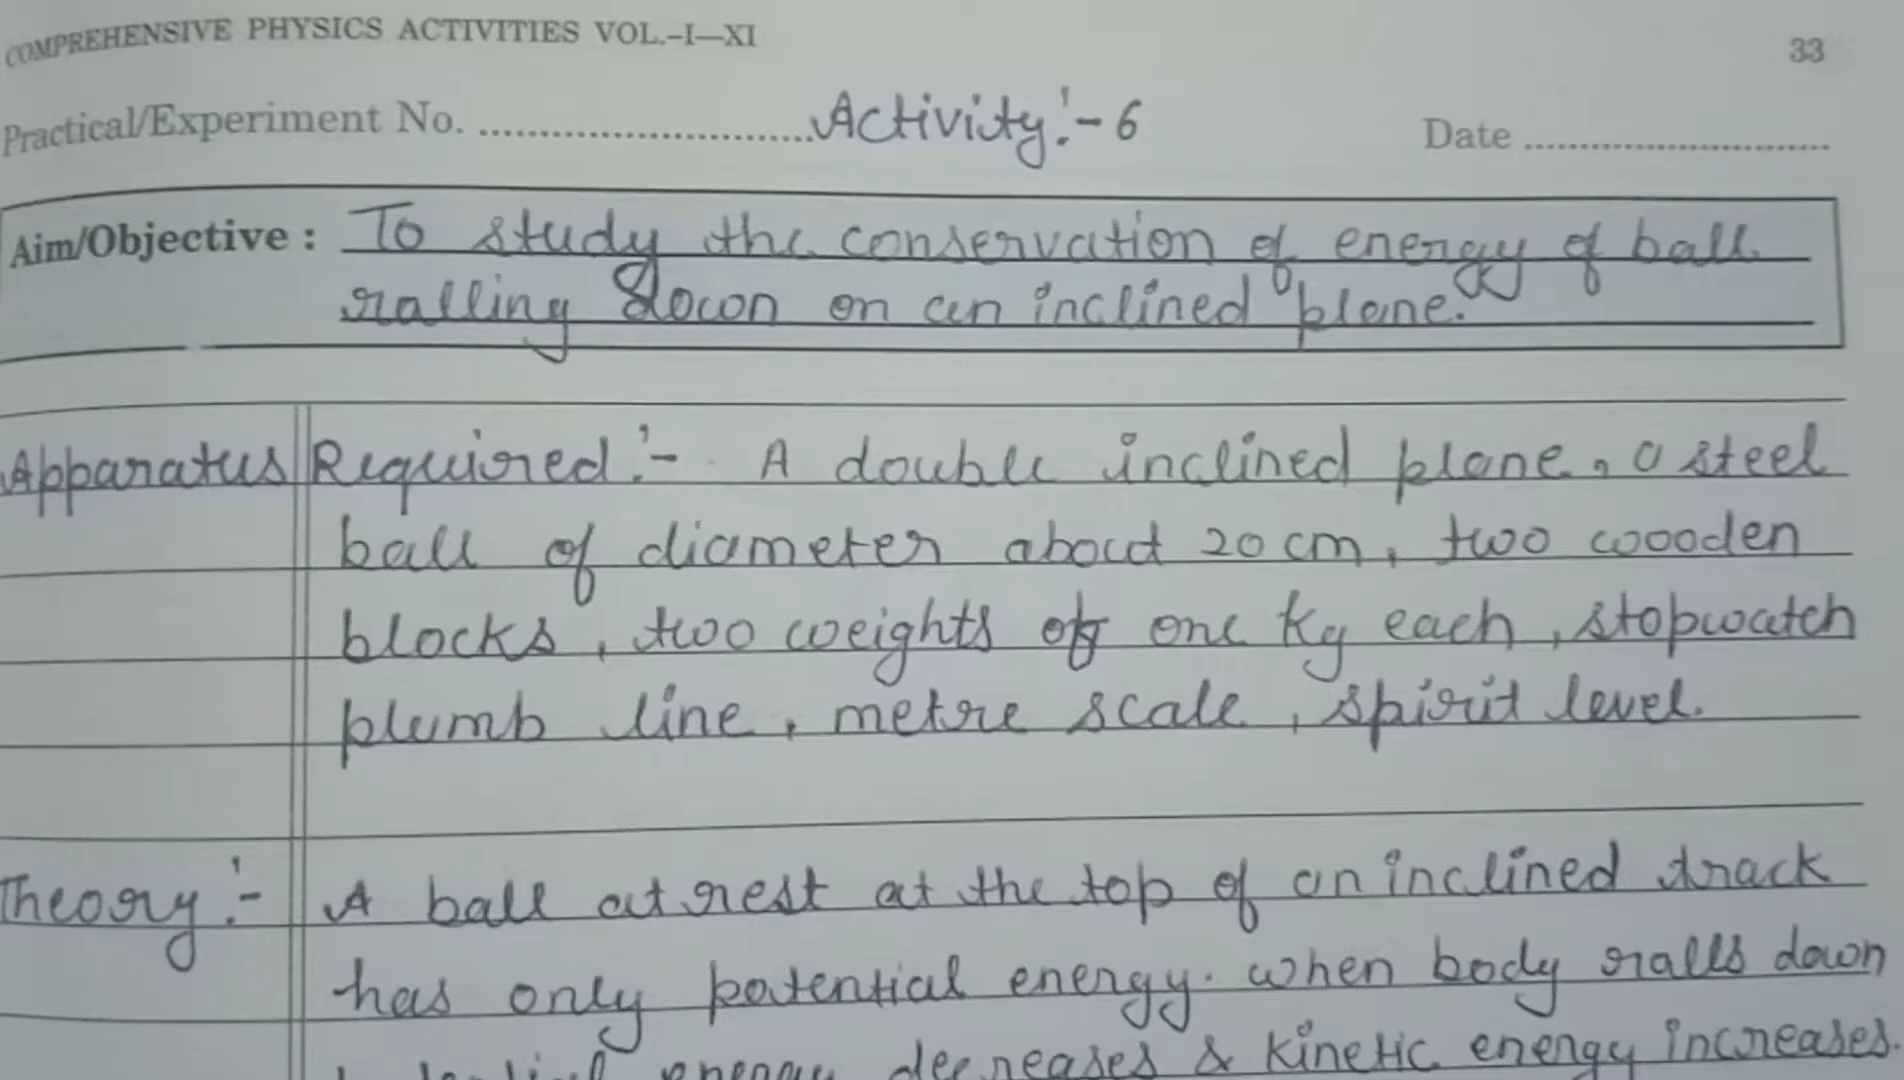 COMPREHENSIVE PHYSICS ACTIVITIES VOL.–I—XI
33
Practical/Experiment No. ..............................Activity:- 6
Date ..............................
Aim/Objective : To study the conservation of energy of ball
ralling down on an inclined plane.
Apparatus Required:- A double inclined plane, a steel
ball of diameter about 20 cm, two wooden
blocks, two weights of one kg each, stopwatch
plumb line, metre scale, spirit level.
Theory:- A ball at rest at the top of an inclined track
has only potential energy. when body ralls down
energy decreases & kinetic energy increases.